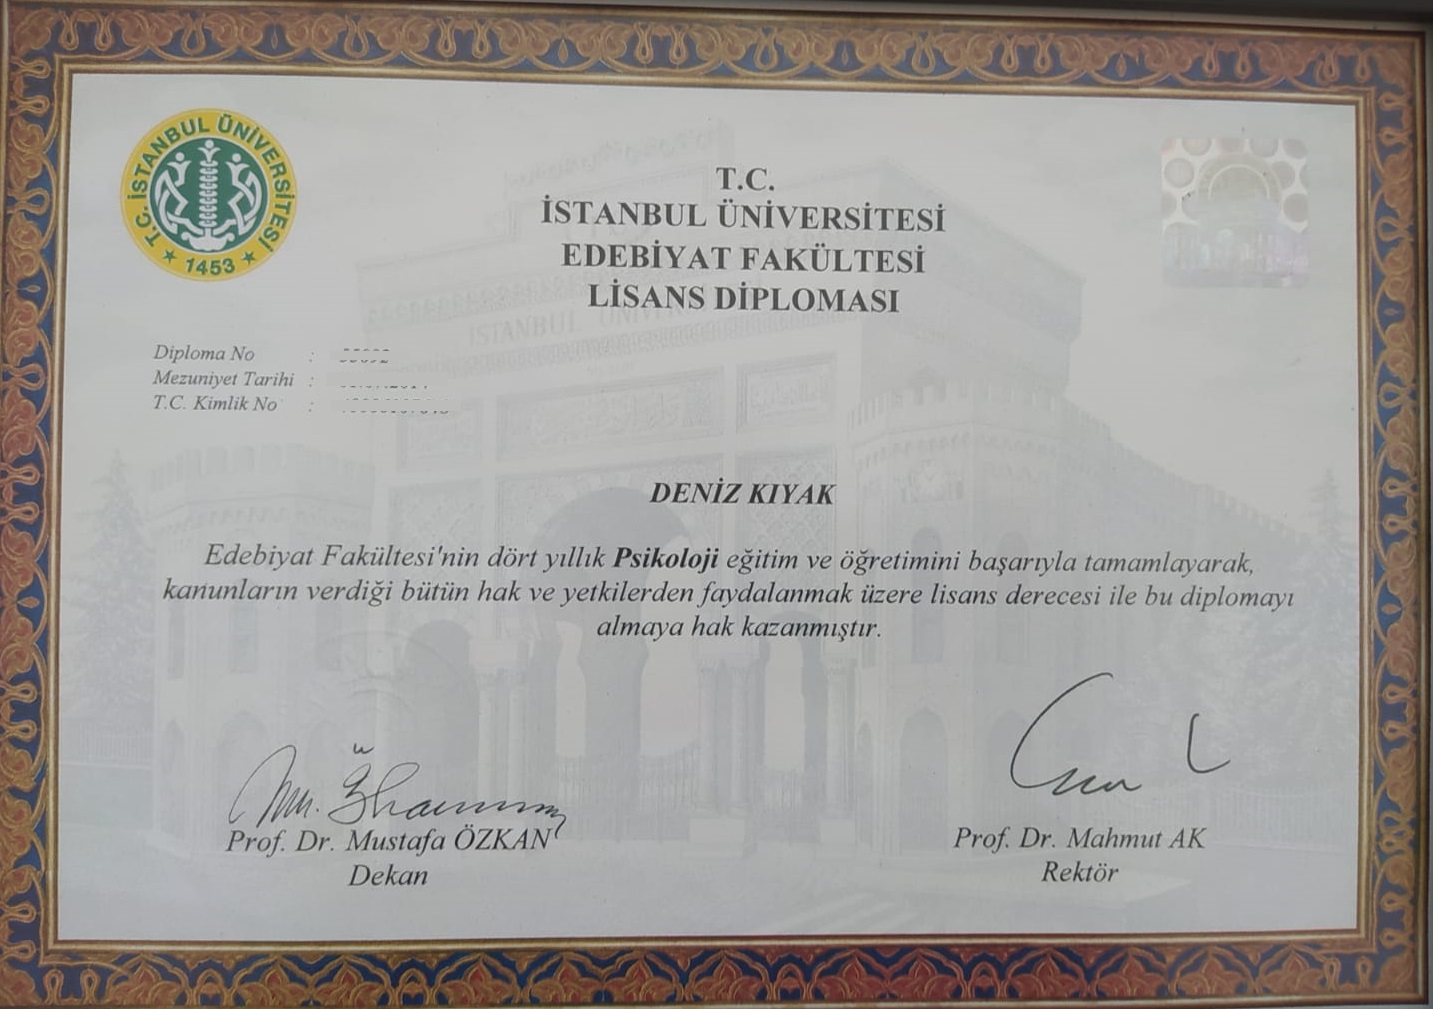 T.C. İSTANBUL ÜNİVERSİTESİ
1453
T.C.
İSTANBUL ÜNİVERSİTESİ
EDEBİYAT FAKÜLTESİ
LİSANS DİPLOMASI
Diploma No :
Mezuniyet Tarihi :
T.C. Kimlik No :
DENİZ KIYAK
Edebiyat Fakültesi'nin dört yıllık Psikoloji eğitim ve öğretimini başarıyla tamamlayarak,
kanunların verdiği bütün hak ve yetkilerden faydalanmak üzere lisans derecesi ile bu diplomayı
almaya hak kazanmıştır.
Prof. Dr. Mustafa ÖZKAN
Dekan
Prof. Dr. Mahmut AK
Rektör